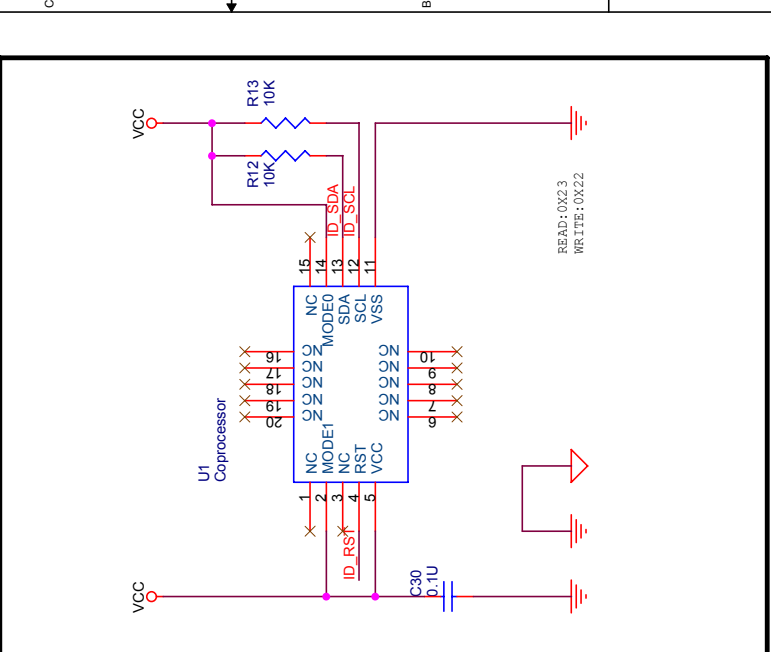 C
B
VCC
R13
10K
R12
10K
ID_SDA
ID_SCL
READ:0X23
WRITE:0X22
15
14
13
12
11
NC
MODE0
SDA
SCL
VSS
16
17
18
19
20
NC
NC
NC
NC
NC
10
9
8
7
6
NC
NC
NC
NC
NC
U1
Coprocessor
NC
MODE1
NC
RST
VCC
1
2
3
4
5
ID_RST
VCC
C30
0.1U